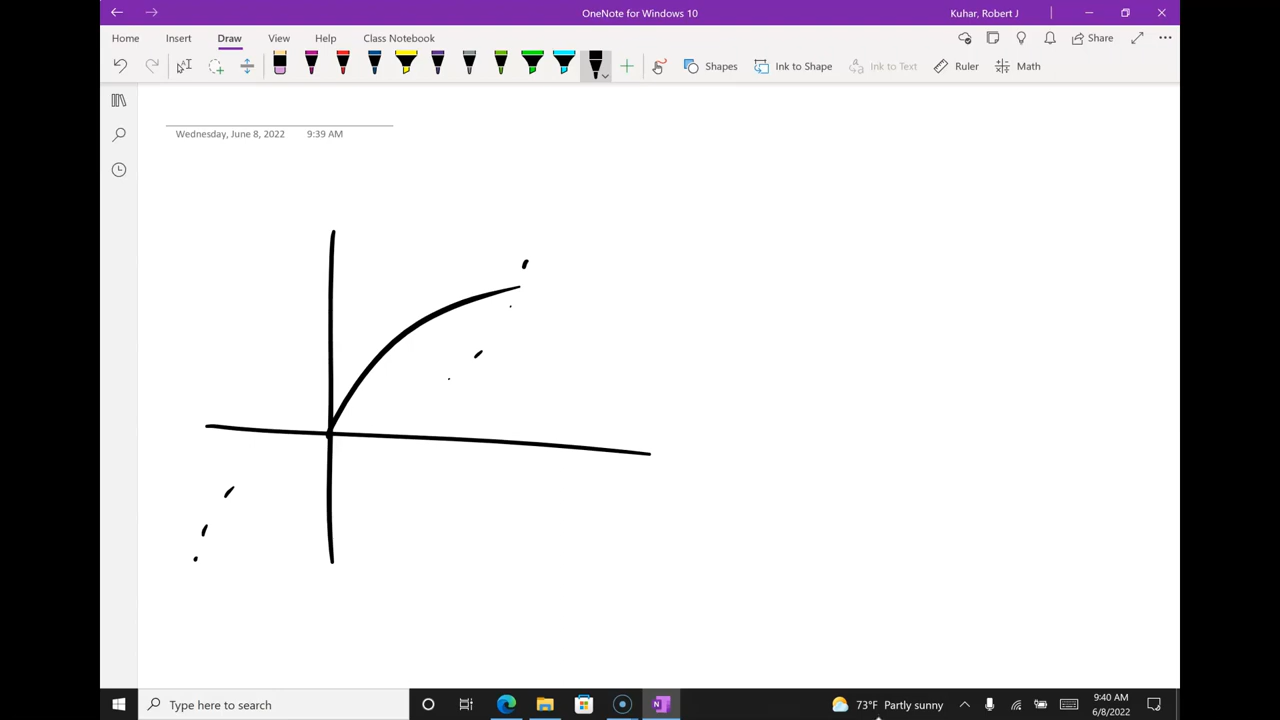 OneNote for Windows 10
Kuhar, Robert J
Home Insert Draw View Help Class Notebook
Share
Shapes Ink to Shape Ink to Text Ruler Math
Wednesday, June 8, 2022 9:39 AM
Type here to search
73°F Partly sunny
9:40 AM
6/8/2022